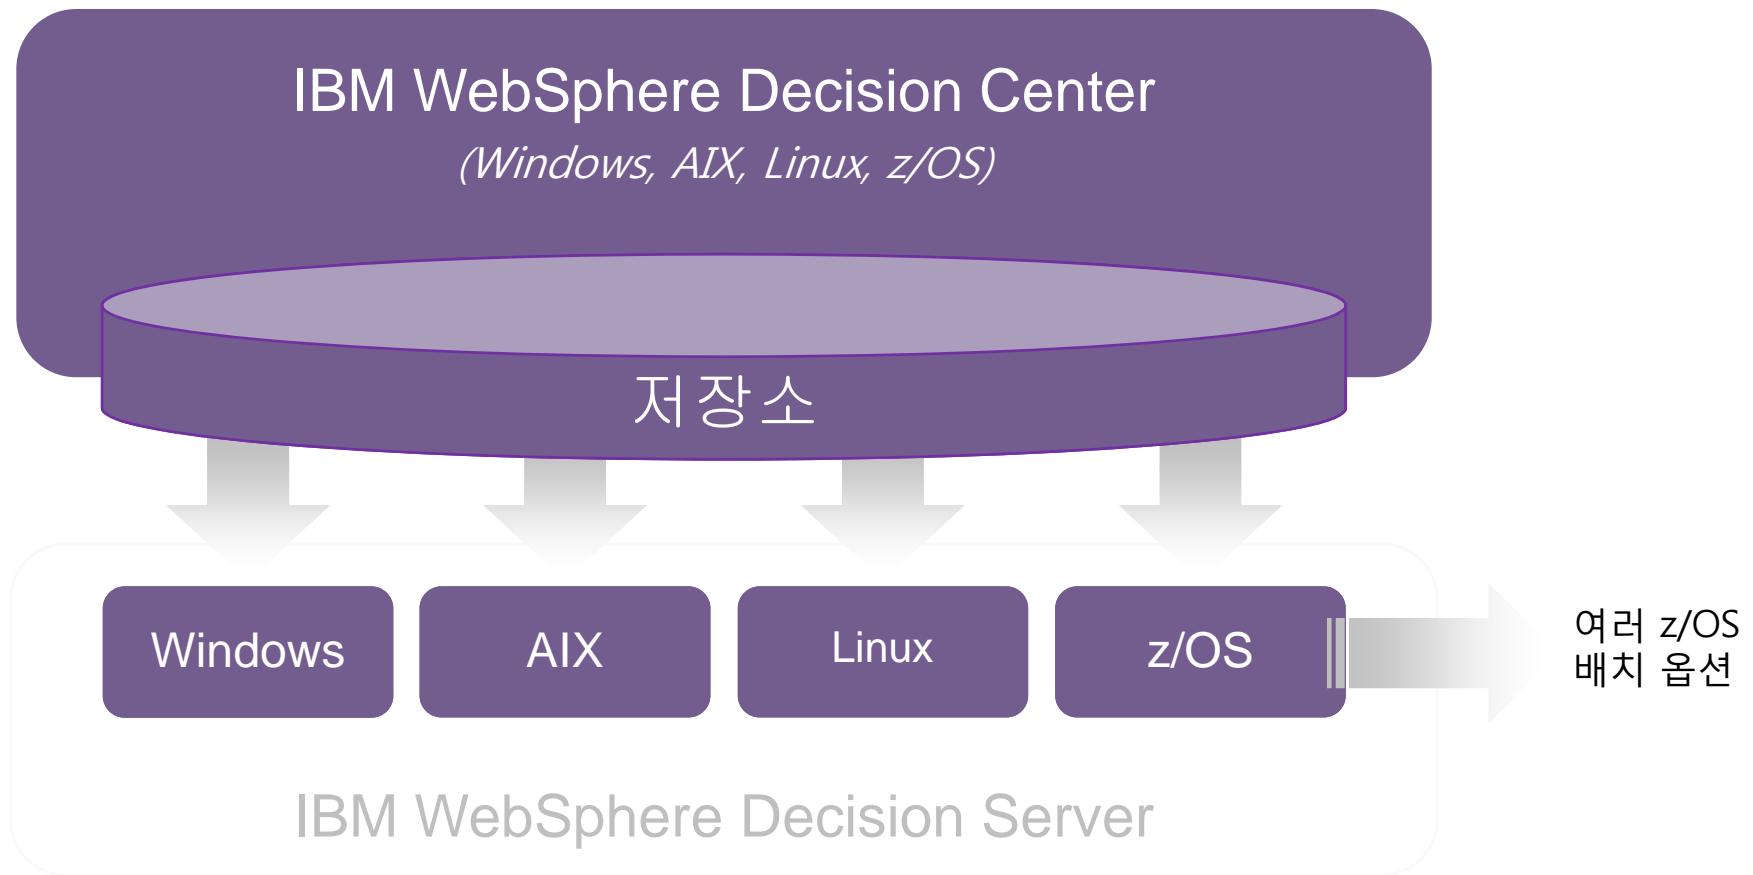 IBM WebSphere Decision Center
(Windows, AIX, Linux, z/OS)
저장소
Windows
AIX
Linux
z/OS
여러 z/OS
배치 옵션
IBM WebSphere Decision Server